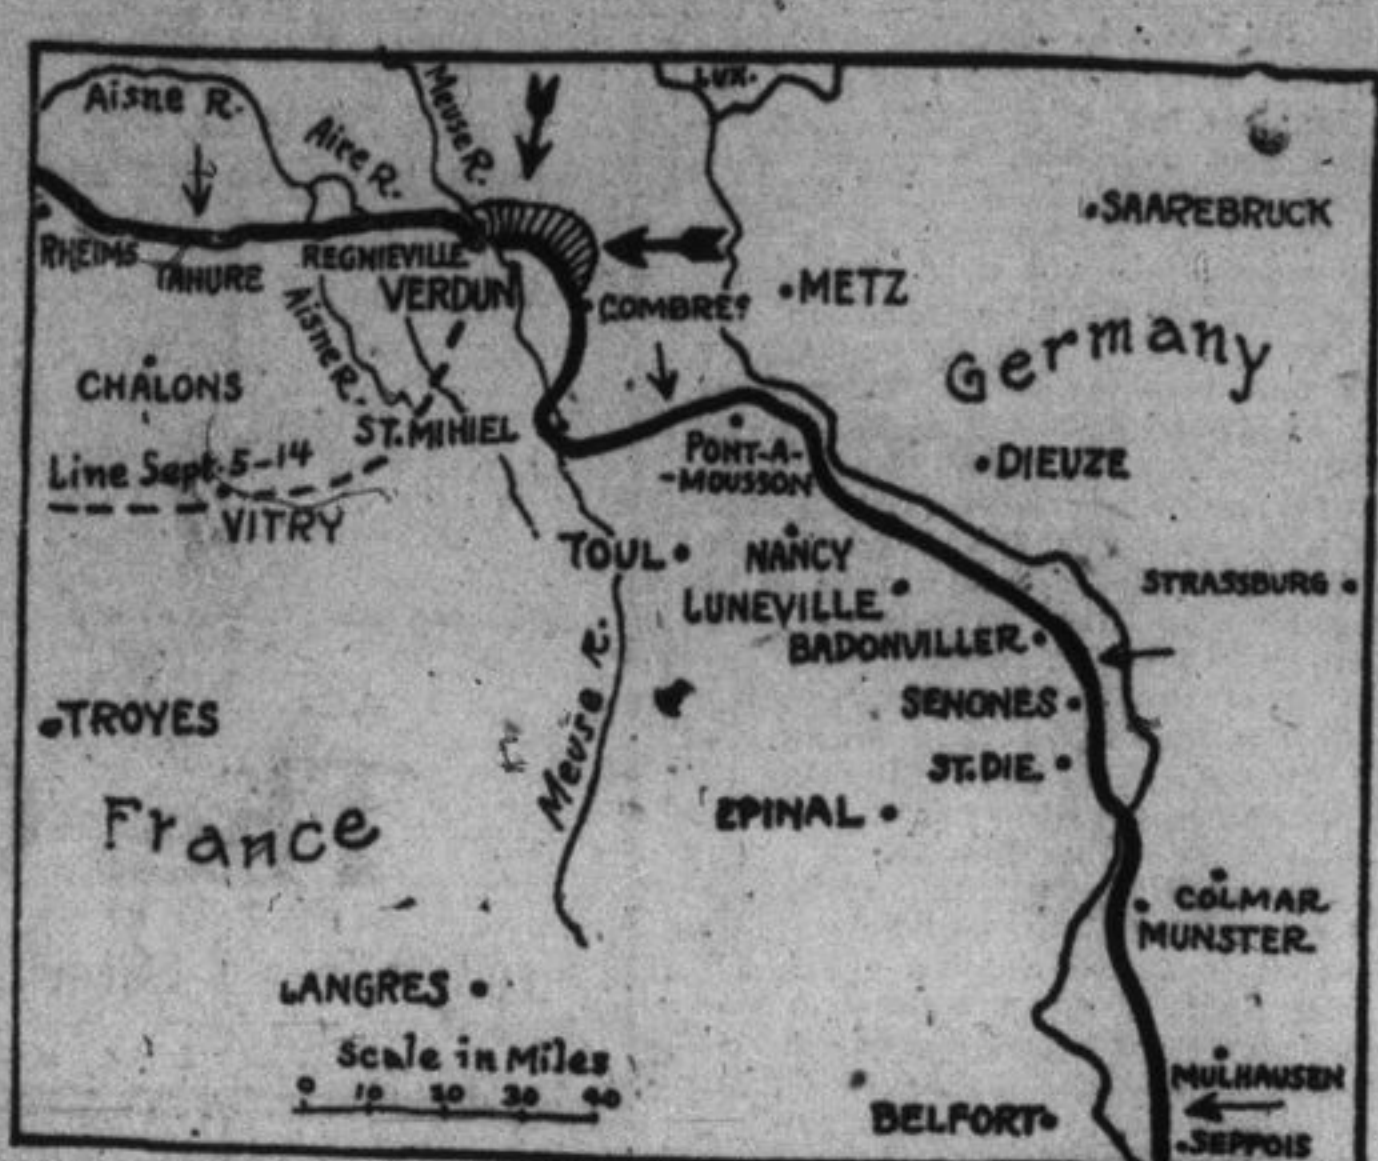 LUX.
Aisne R.
Aire R.
Meuse R.
SAAREBRUCK
RHEIMS
TAHURE
REGNIEVILLE
VERDUN
COMBRES
METZ
Germany
Aisne R.
CHALONS
ST. MIHIEL
PONT-A-
-MOUSSON
DIEUZE
Line Sept. 5-14
VITRY
TOUL
NANCY
STRASSBURG
LUNEVILLE
BADONVILLER
Meuse R.
SENONES
TROYES
ST. DIE
France
EPINAL
COLMAR
MUNSTER
LANGRES
Scale in Miles
0 10 20 30 40
MULHAUSEN
BELFORT
SEPPOIS